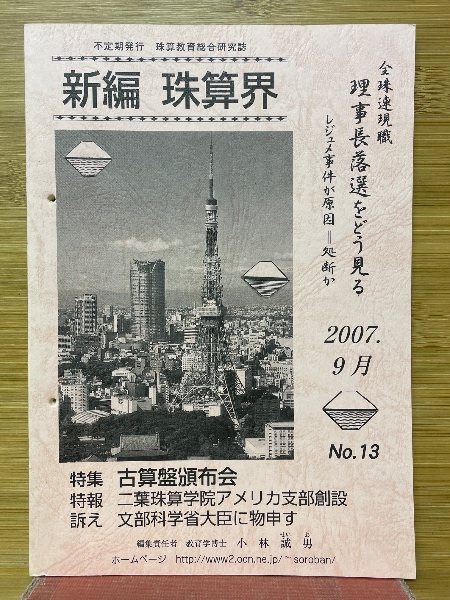 不定期発行 珠算教育総合研究誌
新編 珠算界
全珠連現職
理事長落選をどう見る
レジュメ事件が原因＝処断か
2007.
9月
No.13
特集 古算盤頒布会
特報 二葉珠算学院アメリカ支部創設
訴え 文部科学省大臣に物申す
編集責任者 教育学博士 小林誠男
せい お
ホームページ http://www2.ocn.ne.jp/~soroban/